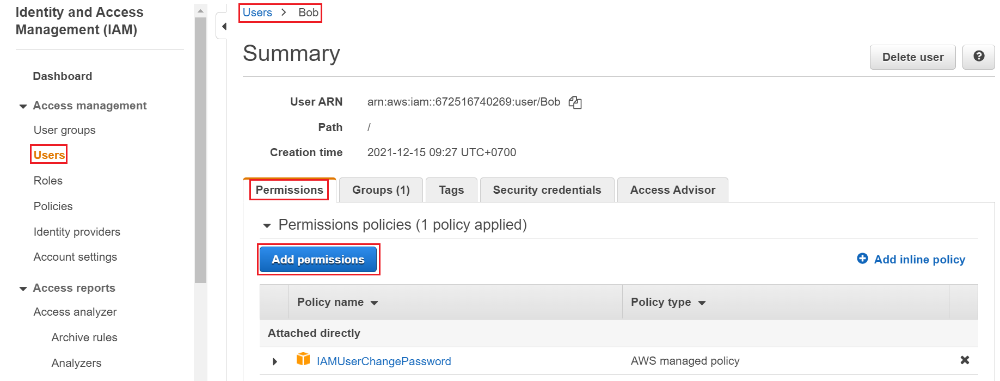 Identity and Access
Management (IAM)
Dashboard
Access management
User groups
Users
Roles
Policies
Identity providers
Account settings
Access reports
Access analyzer
Archive rules
Analyzers
Users > Bob
Summary
Delete user
?
User ARN arn:aws:iam::672516740269:user/Bob
Path /
Creation time 2021-12-15 09:27 UTC+0700
Permissions Groups (1) Tags Security credentials Access Advisor
Permissions policies (1 policy applied)
Add permissions
Add inline policy
Policy name Policy type
Attached directly
IAMUserChangePassword AWS managed policy